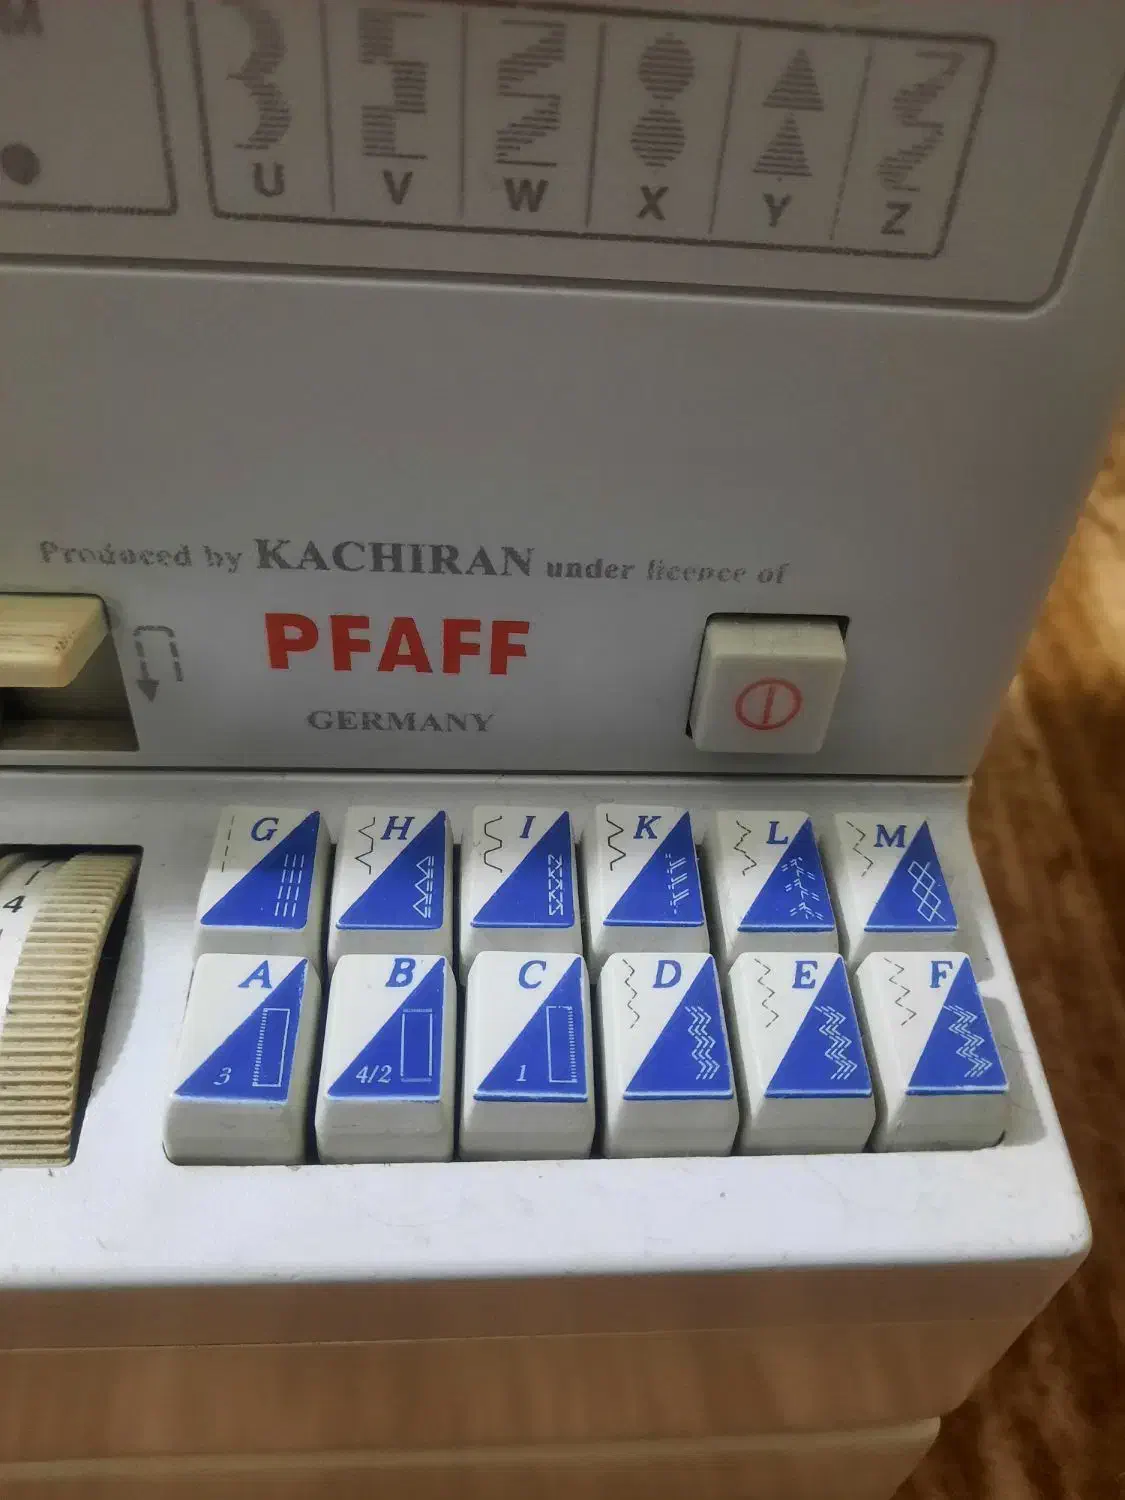 U V W X Y Z
Produced by KACHIRAN under licence of
PFAFF
GERMANY
G H I K L M
4
A B C D E F
3 4/2 1